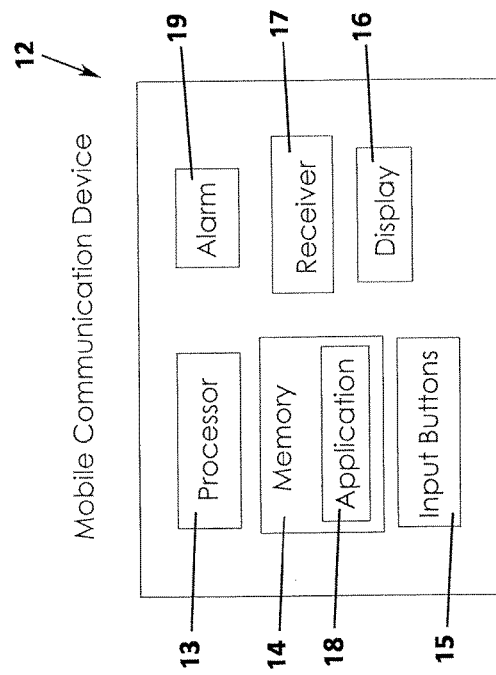 Mobile Communication Device
12
13
Processor
Alarm
19
14
Memory
Receiver
17
18
Application
15
Input Buttons
Display
16